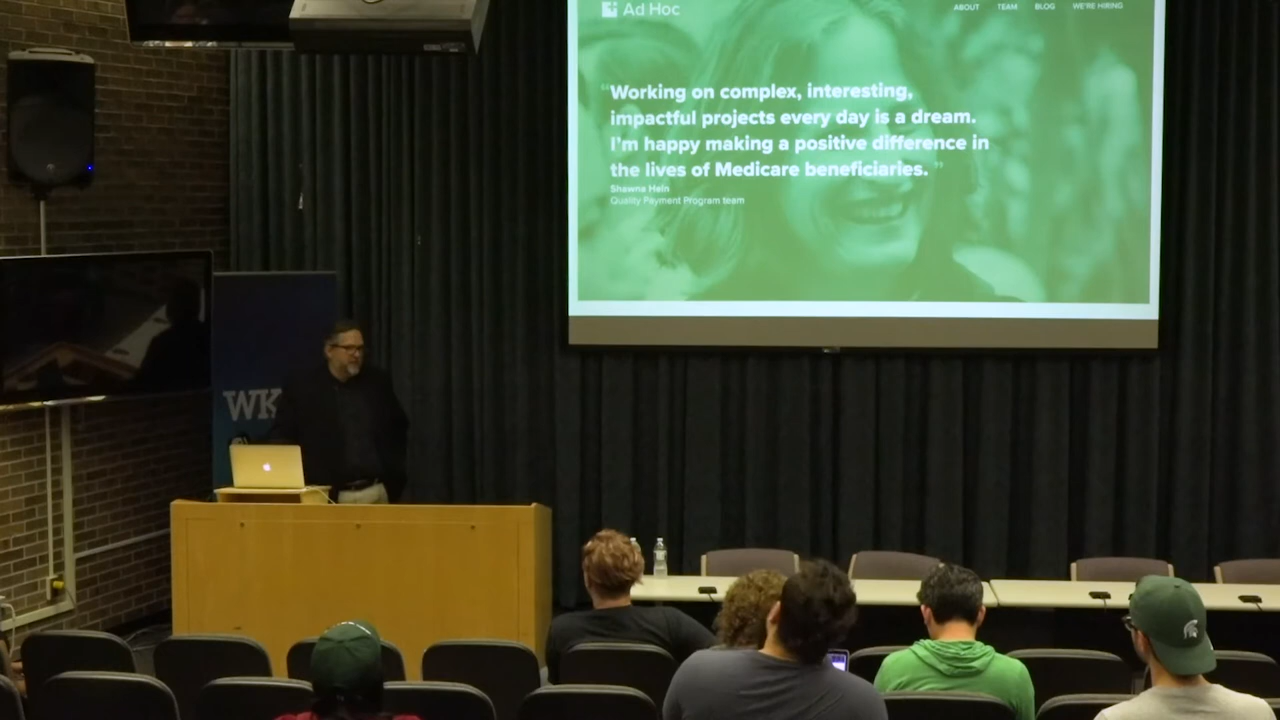 Ad Hoc
ABOUT TEAM BLOG WE'RE HIRING
"Working on complex, interesting,
impactful projects every day is a dream.
I'm happy making a positive difference in
the lives of Medicare beneficiaries."
Shawna Hein
Quality Payment Program team
WK